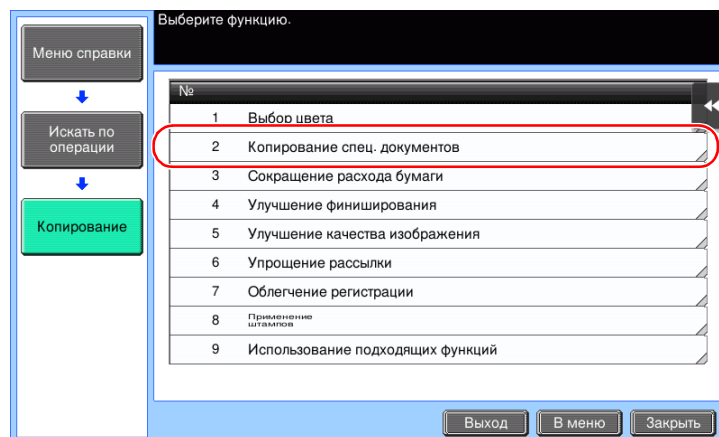 Выберите функцию.
Меню справки
Искать по
операции
Копирование
№
1 Выбор цвета
2 Копирование спец. документов
3 Сокращение расхода бумаги
4 Улучшение финиширования
5 Улучшение качества изображения
6 Упрощение рассылки
7 Облегчение регистрации
8 Применение
штампов
9 Использование подходящих функций
Выход
В меню
Закрыть